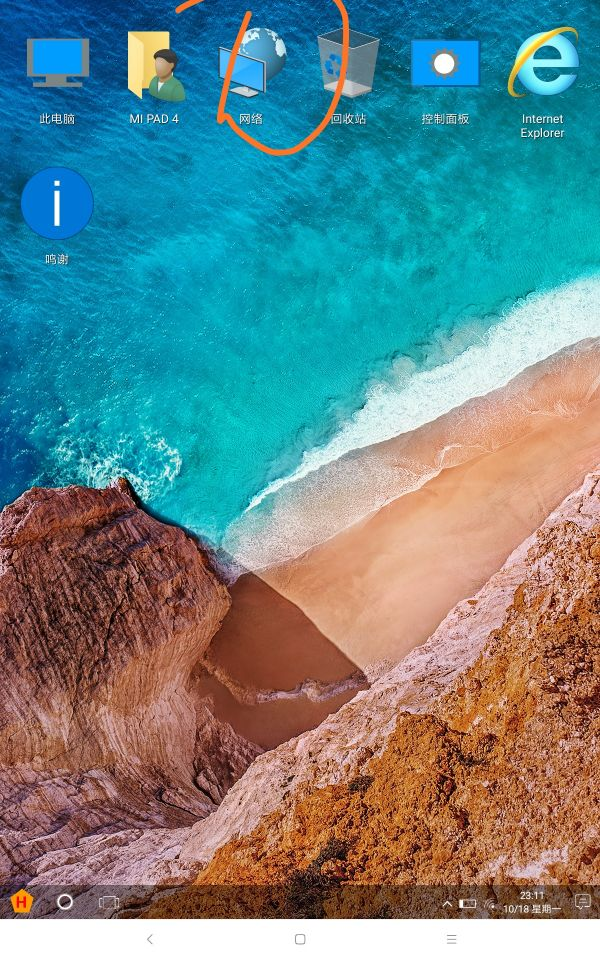 此电脑
MI PAD 4
网络
回收站
控制面板
Internet
Explorer
i
鸣谢
H
23:11
10/18 星期一